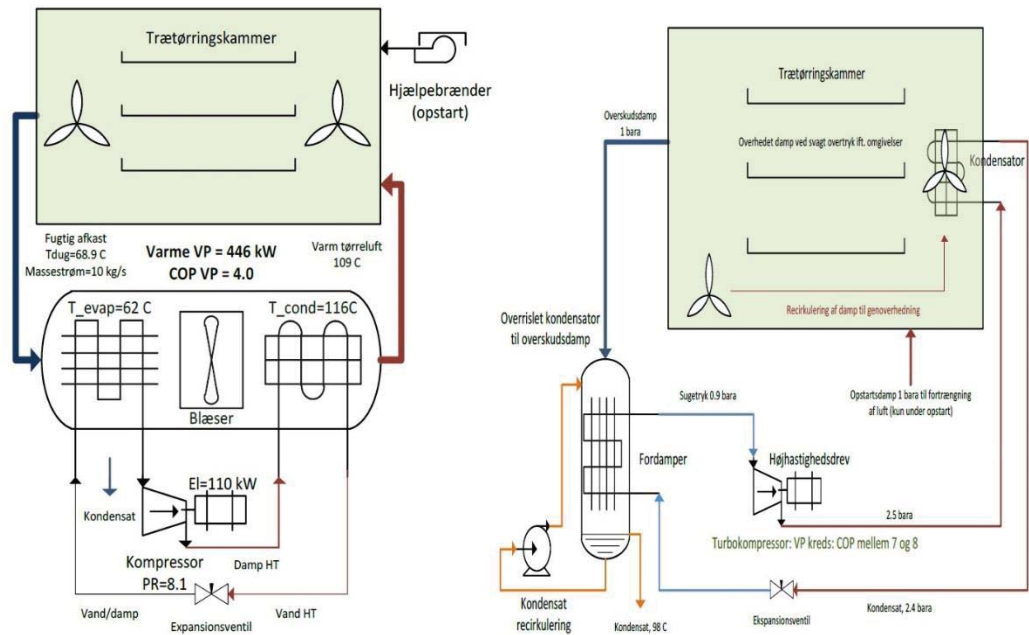 Trætørringskammer
Hjælpebrænder
(opstart)
Fugtig afkast
Tdug=68.9 C
Massestrøm=10 kg/s
Varme VP = 446 kW
COP VP = 4.0
Varm tørreluft
109 C
T_evap=62 C
T_cond=116C
Blæser
Kondensat
El=110 kW
Kompressor
PR=8.1
Damp HT
Vand/damp
Vand HT
Expansionsventil
Trætørringskammer
Overskudsdamp
1 bara
Overhedet damp ved svagt overtryk ift. omgivelser
Kondensator
Recirkulering af damp til genoverhedning
Overrislet kondensator
til overskudsdamp
Opstartsdamp 1 bara til fortrængning
af luft (kun under opstart)
Sugetryk 0.9 bara
Fordamper
Højhastighedsdrev
2.5 bara
Turbokompressor: VP kreds: COP mellem 7 og 8
Kondensat
recirkulering
Kondensat, 98 C
Ekspansionsventil
Kondensat, 2.4 bara